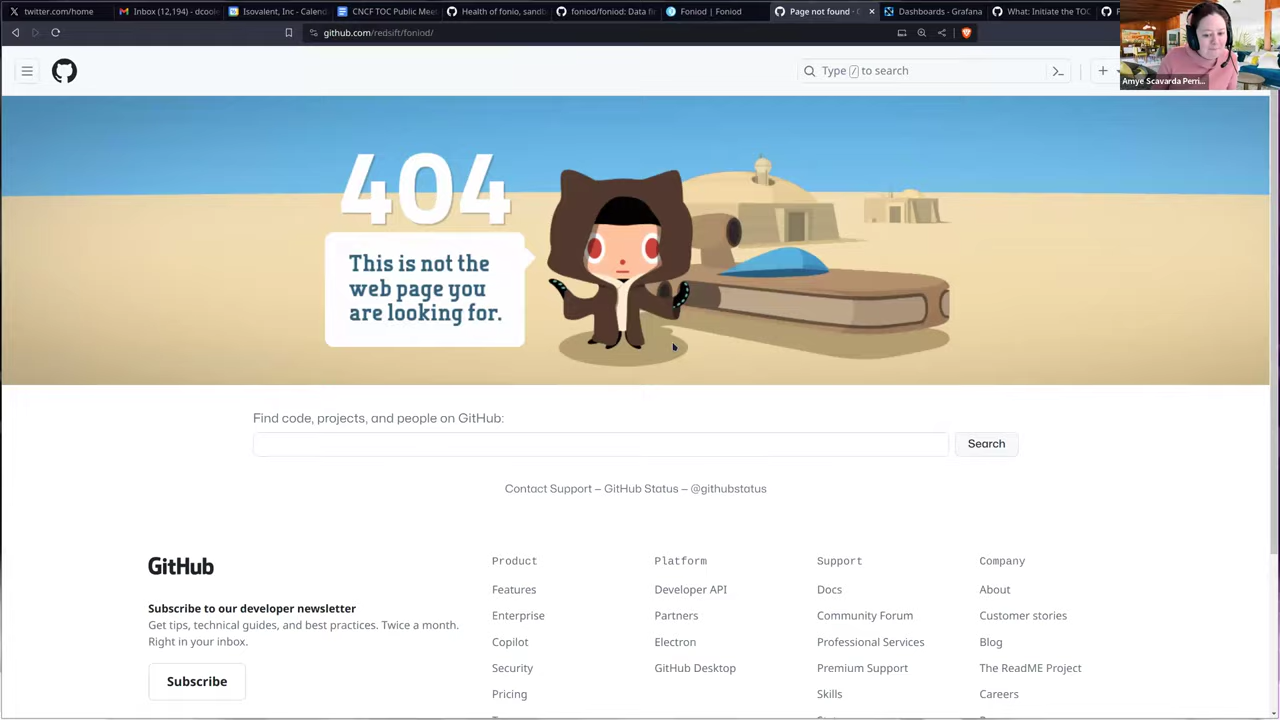 twitter.com/home
Inbox (12,194) - dcool
Isovalent, Inc - Calend
CNCF TOC Public Mee
Health of fonio, sandb
foniod/foniod: Data fi
Foniod | Foniod
Page not found ·
Dashboards - Grafana
What: Initiate the TOC
github.com/redsift/foniod/
Type / to search
Amye Scavarda Perri...
404
This is not the
web page you
are looking for.
Find code, projects, and people on GitHub:
Search
Contact Support — GitHub Status — @githubstatus
GitHub
Subscribe to our developer newsletter
Get tips, technical guides, and best practices. Twice a month.
Right in your inbox.
Subscribe
Product
Features
Enterprise
Copilot
Security
Pricing
Platform
Developer API
Partners
Electron
GitHub Desktop
Support
Docs
Community Forum
Professional Services
Premium Support
Skills
Company
About
Customer stories
Blog
The ReadME Project
Careers